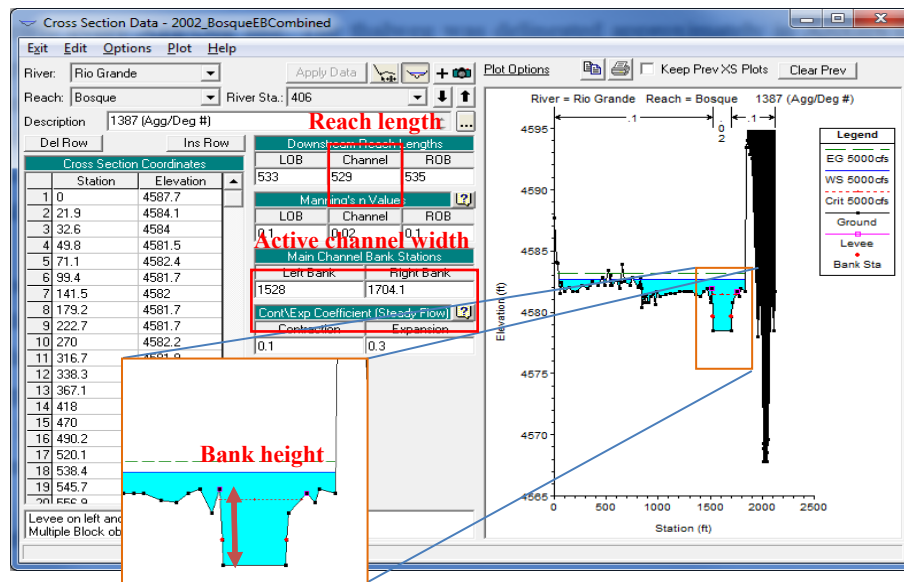 Cross Section Data - 2002_BosqueEBCombined
Exit Edit Options Plot Help
River: Rio Grande Apply Data
Reach: Bosque River Sta.: 406
Description 1387 (Agg/Deg #) ...
Del Row Ins Row
Cross Section Coordinates
Station Elevation
1 0 4587.7
2 21.9 4584.1
3 32.6 4584
4 49.8 4581.5
5 71.1 4582.4
6 99.4 4581.7
7 141.5 4582
8 179.2 4581.7
9 222.7 4581.7
10 270 4582.2
11 316.7 4581.9
12 338.3
13 367.1
14 418
15 470
16 490.2
17 520.1
18 538.4
19 545.7
20 556.9
Reach length
Downstream Reach Lengths
LOB Channel ROB
533 529 535
Manning's n Values ?
LOB Channel ROB
0.1 0.02 0.1
Active channel width
Main Channel Bank Stations
Left Bank Right Bank
1528 1704.1
Cont\Exp Coefficient (Steady Flow) ?
Contraction Expansion
0.1 0.3
Bank height
Levee on left and
Multiple Block ob
Plot Options Keep Prev XS Plots Clear Prev
River = Rio Grande Reach = Bosque 1387 (Agg/Deg #)
.1 .02 .1
4595
4590
4585
4580
4575
4570
4565
Elevation (ft)
0 500 1000 1500 2000 2500
Station (ft)
Legend
EG 5000cfs
WS 5000cfs
Crit 5000cfs
Ground
Levee
Bank Sta